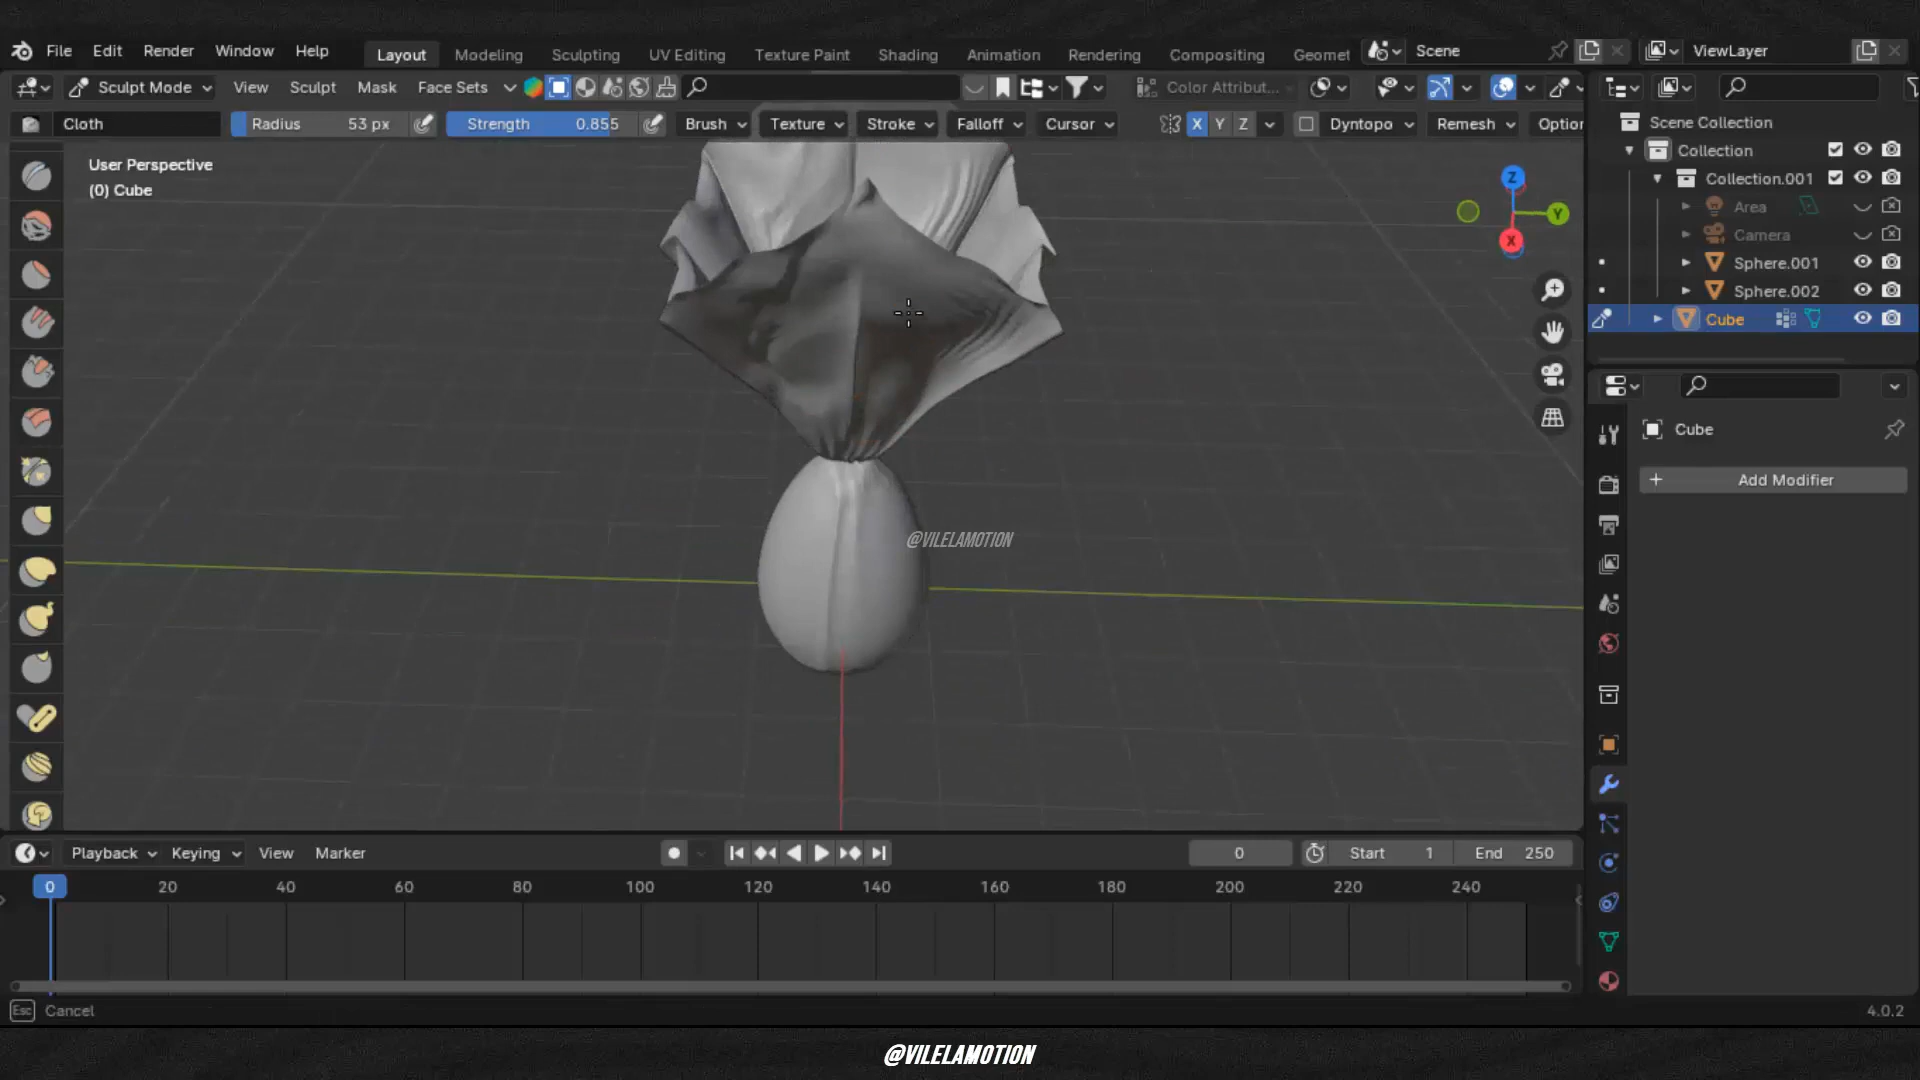 File Edit Render Window Help Layout Modeling Sculpting UV Editing Texture Paint Shading Animation Rendering Compositing Geomet Scene ViewLayer
Sculpt Mode View Sculpt Mask Face Sets Color Attribut...
Cloth Radius 53 px Strength 0.855 Brush Texture Stroke Falloff Cursor X Y Z Dyntopo Remesh Optior
Scene Collection
Collection
Collection.001
Area
Camera
Sphere.001
Sphere.002
Cube
User Perspective
(0) Cube
Z
Y
X
@VILELAMOTION
Cube
Add Modifier
Playback Keying View Marker 0 Start 1 End 250
0 20 40 60 80 100 120 140 160 180 200 220 240
Esc Cancel 4.0.2
@VILELAMOTION